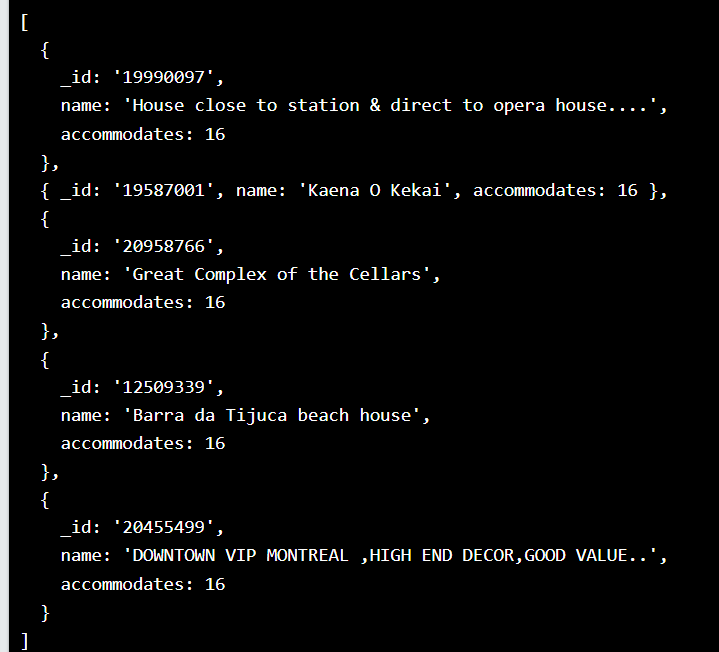 [
  {
    _id: '19990097',
    name: 'House close to station & direct to opera house....',
    accommodates: 16
  },
  { _id: '19587001', name: 'Kaena O Kekai', accommodates: 16 },
  {
    _id: '20958766',
    name: 'Great Complex of the Cellars',
    accommodates: 16
  },
  {
    _id: '12509339',
    name: 'Barra da Tijuca beach house',
    accommodates: 16
  },
  {
    _id: '20455499',
    name: 'DOWNTOWN VIP MONTREAL ,HIGH END DECOR,GOOD VALUE..',
    accommodates: 16
  }
]